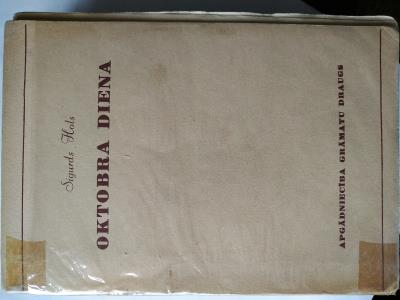 Sigurds Hols
OKTOBRA DIENA
APGĀDNIECĪBA GRĀMATU DRAUGS